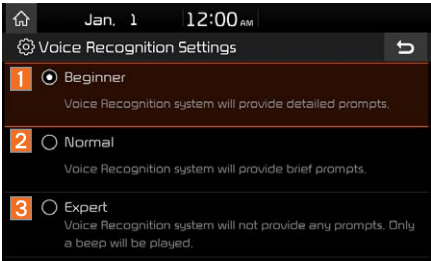 Jan. 1 12:00 AM
Voice Recognition Settings
1 Beginner
Voice Recognition system will provide detailed prompts.
2 Normal
Voice Recognition system will provide brief prompts.
3 Expert
Voice Recognition system will not provide any prompts. Only
a beep will be played.